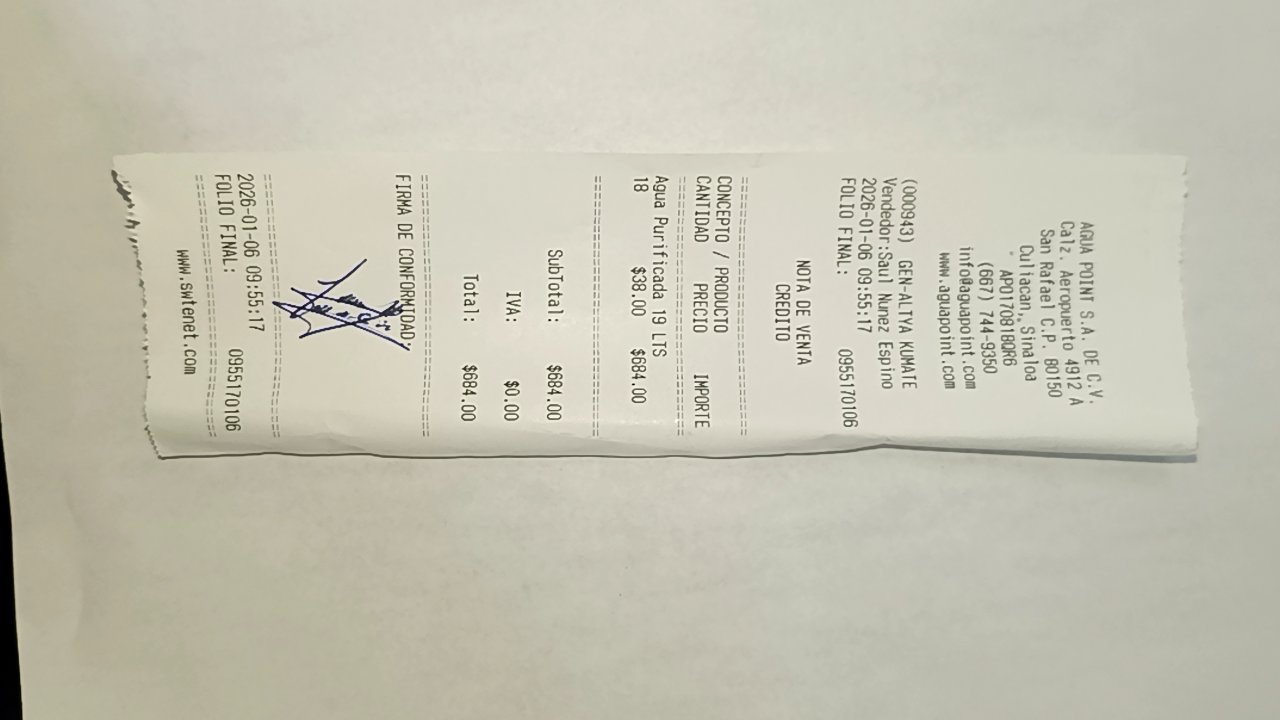 AGUA POINT S.A. DE C.V.
Calz. Aeropuerto 4912 A
San Rafael C.P. 80150
Culiacan,, Sinaloa
APO170818QR6
(667) 744-9350
info@aguapoint.com
www.aguapoint.com
(000943) GEN-ALTYA KUMATE
Vendedor:Saul Nunez Espino
2026-01-06 09:55:17
FOLIO FINAL: 0955170106
NOTA DE VENTA
CREDITO
===========================
CONCEPTO / PRODUCTO
CANTIDAD PRECIO IMPORTE
===========================
Agua Purificada 19 LTS
18 $38.00 $684.00
===========================
SubTotal: $684.00
IVA: $0.00
Total: $684.00
===========================
FIRMA DE CONFORMIDAD:
===========================
2026-01-06 09:55:17
FOLIO FINAL: 0955170106
===========================
www.swtenet.com